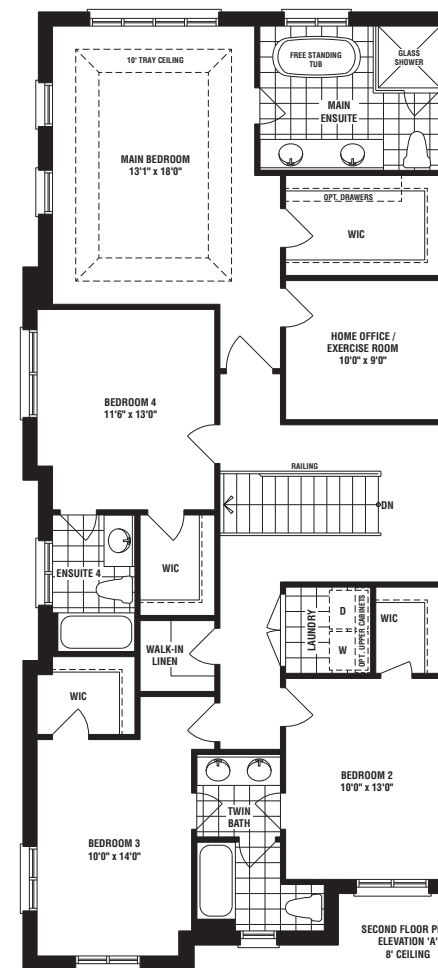 10' TRAY CEILING
MAIN BEDROOM
13'1" x 18'0"
FREE STANDING
TUB
GLASS
SHOWER
MAIN
ENSUITE
OPT. DRAWERS
WIC
HOME OFFICE /
EXERCISE ROOM
10'0" x 9'0"
BEDROOM 4
11'6" x 13'0"
RAILING
DN
ENSUITE 4
WIC
WALK-IN
LINEN
LAUNDRY
D
W
OPT. UPPER CABINETS
WIC
WIC
BEDROOM 2
10'0" x 13'0"
TWIN
BATH
BEDROOM 3
10'0" x 14'0"
SECOND FLOOR P
ELEVATION 'A'
8' CEILING